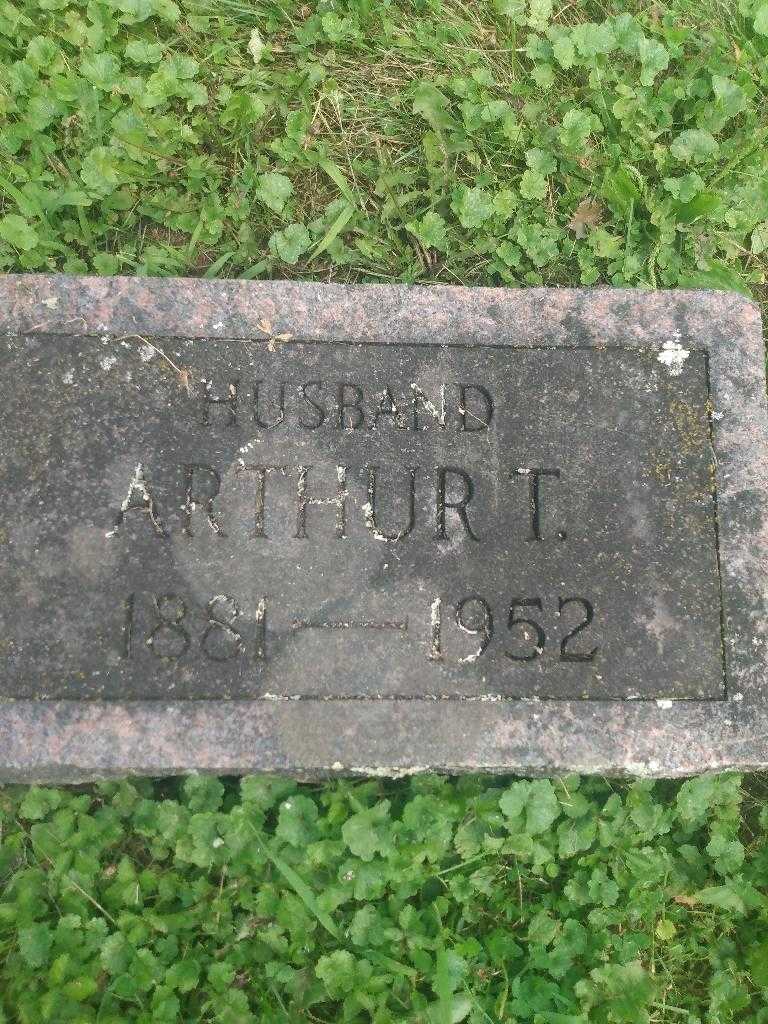 HUSBAND
ARTHUR T.
1881 — 1952